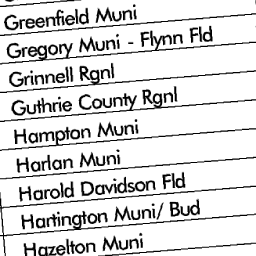 Greenfield Muni
Gregory Muni - Flynn Fld
Grinnell Rgnl
Guthrie County Rgnl
Hampton Muni
Harlan Muni
Harold Davidson Fld
Hartington Muni/ Bud
Hazelton Muni